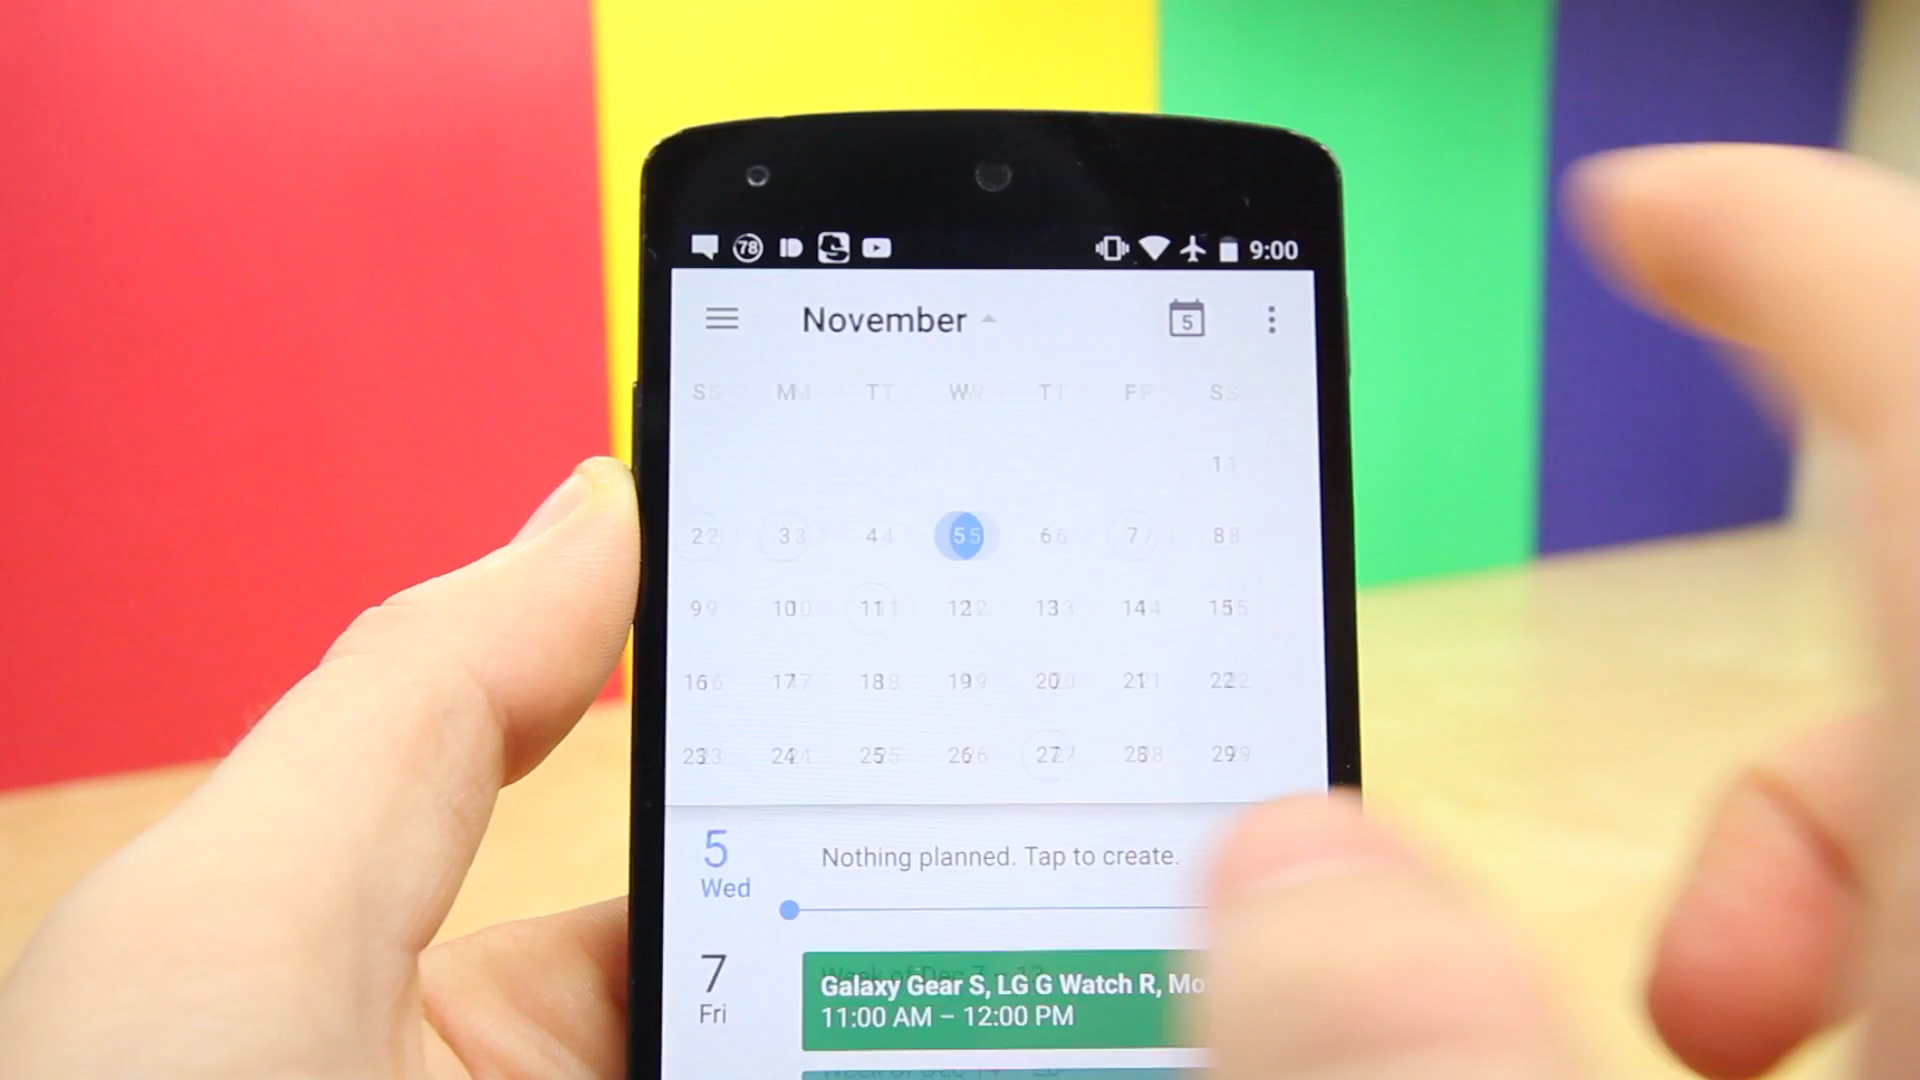 78 9:00
November 5
S M T W T F S
1
2 3 4 5 6 7 8
9 10 11 12 13 14 15
16 17 18 19 20 21 22
23 24 25 26 27 28 29
5 Nothing planned. Tap to create.
Wed
7 Galaxy Gear S, LG G Watch R, Mo
Fri 11:00 AM – 12:00 PM